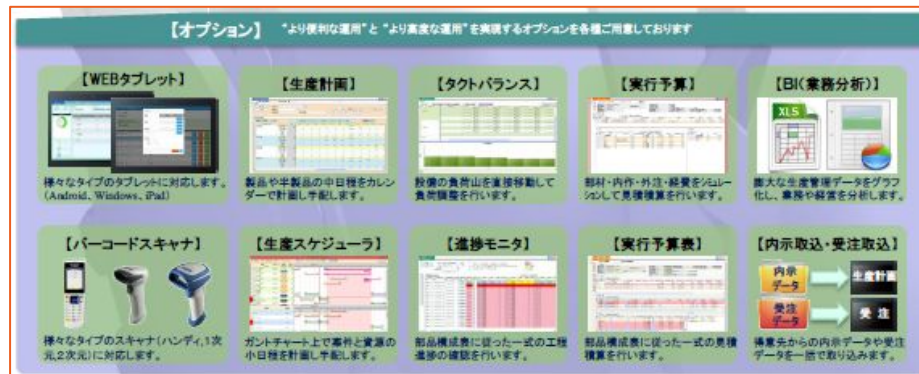 【オプション】 “より便利な運用”と“より高度な運用”を実現するオプションを各種ご用意しております
【WEBタブレット】
様々なタイプのタブレットに対応します。
(Android、Windows、iPad)
【生産計画】
製品や半製品の中日程をカレン
ダーで計画し手配します。
【タクトバランス】
設備の負荷山を直接移動して
負荷調整を行います。
【実行予算】
部材・内作・外注・経費をシミュレー
ションして見積積算を行います。
【BI(業務分析)】
XLS
膨大な生産管理データをグラフ
化し、業務や経営を分析します。
【バーコードスキャナ】
様々なタイプのスキャナ(ハンディ,1次
元,2次元)に対応します。
【生産スケジューラ】
ガントチャート上で案件と資源の
小日程を計画し手配します。
【進捗モニタ】
部品構成表に従った一式の工程
進捗の確認を行います。
【実行予算表】
部品構成表に従った一式の見積
積算を行います。
【内示取込・受注取込】
内示
データ
生産計画
受注
データ
受 注
得意先からの内示データや受注
データを一括で取り込みます。